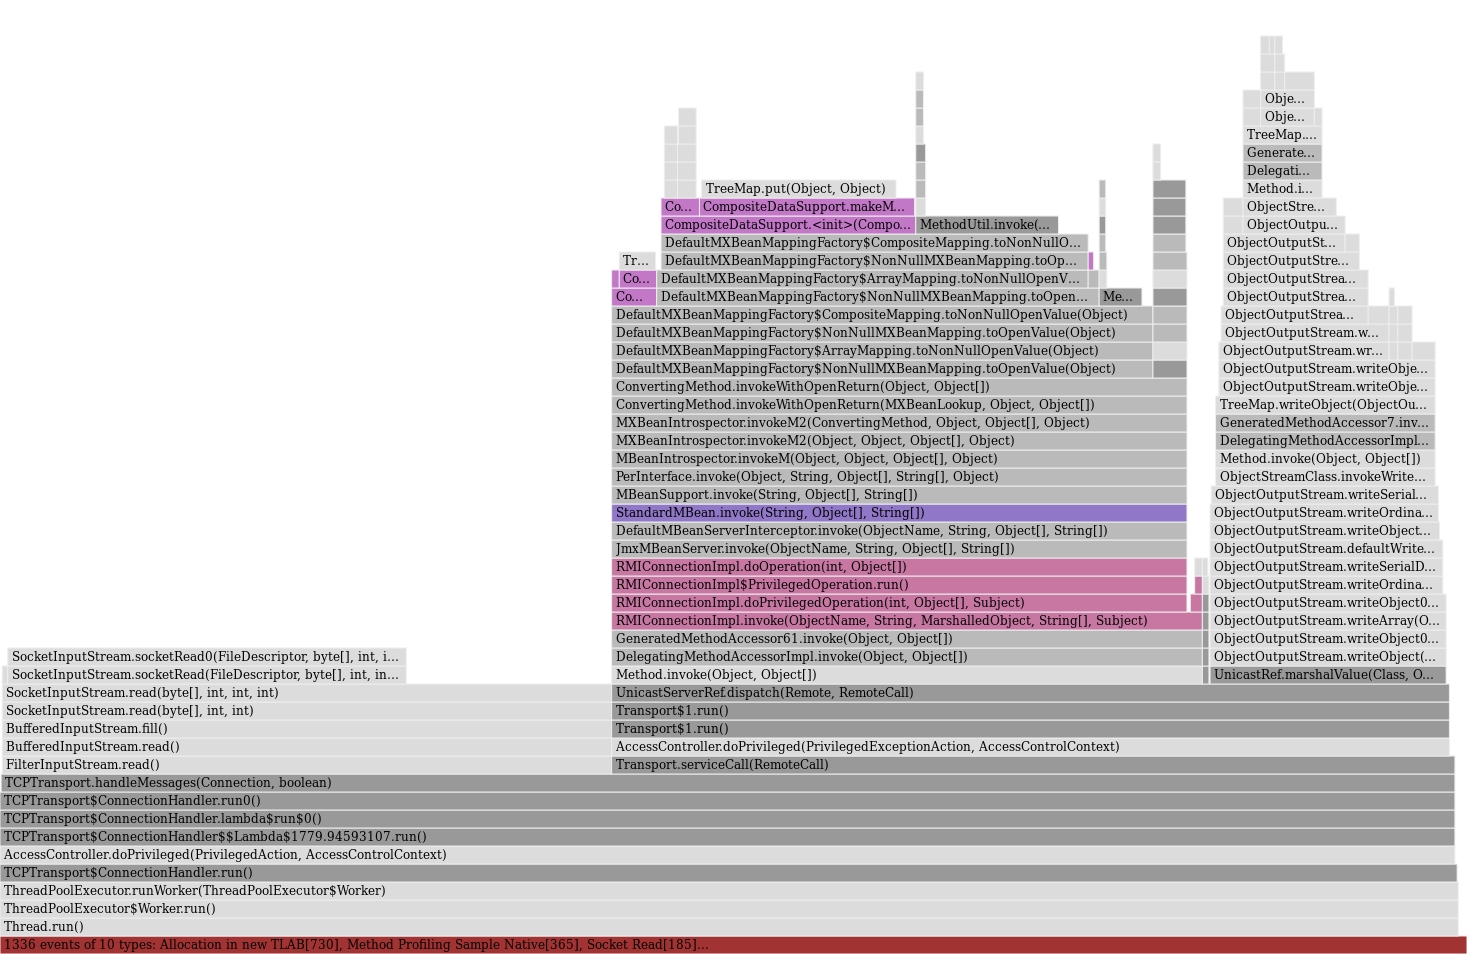 Obje...
Obje...
TreeMap....
Generate...
Delegati...
TreeMap.put(Object, Object) Method.i...
Co... CompositeDataSupport.makeM... ObjectStre...
CompositeDataSupport.<init>(Compo... MethodUtil.invoke(... ObjectOutpu...
DefaultMXBeanMappingFactory$CompositeMapping.toNonNullO... ObjectOutputSt...
Tr... DefaultMXBeanMappingFactory$NonNullMXBeanMapping.toOp... ObjectOutputStre...
Co... DefaultMXBeanMappingFactory$ArrayMapping.toNonNullOpenV... ObjectOutputStrea...
Co... DefaultMXBeanMappingFactory$NonNullMXBeanMapping.toOpen... Me... ObjectOutputStrea...
DefaultMXBeanMappingFactory$CompositeMapping.toNonNullOpenValue(Object) ObjectOutputStrea...
DefaultMXBeanMappingFactory$NonNullMXBeanMapping.toOpenValue(Object) ObjectOutputStream.w...
DefaultMXBeanMappingFactory$ArrayMapping.toNonNullOpenValue(Object) ObjectOutputStream.wr...
DefaultMXBeanMappingFactory$NonNullMXBeanMapping.toOpenValue(Object) ObjectOutputStream.writeObje...
ConvertingMethod.invokeWithOpenReturn(Object, Object[]) ObjectOutputStream.writeObje...
ConvertingMethod.invokeWithOpenReturn(MXBeanLookup, Object, Object[]) TreeMap.writeObject(ObjectOu...
MXBeanIntrospector.invokeM2(ConvertingMethod, Object, Object[], Object) GeneratedMethodAccessor7.inv...
MXBeanIntrospector.invokeM2(Object, Object, Object[], Object) DelegatingMethodAccessorImpl...
MBeanIntrospector.invokeM(Object, Object, Object[], Object) Method.invoke(Object, Object[])
PerInterface.invoke(Object, String, Object[], String[], Object) ObjectStreamClass.invokeWrite...
MBeanSupport.invoke(String, Object[], String[]) ObjectOutputStream.writeSerial...
StandardMBean.invoke(String, Object[], String[]) ObjectOutputStream.writeOrdina...
DefaultMBeanServerInterceptor.invoke(ObjectName, String, Object[], String[]) ObjectOutputStream.writeObject...
JmxMBeanServer.invoke(ObjectName, String, Object[], String[]) ObjectOutputStream.defaultWrite...
RMIConnectionImpl.doOperation(int, Object[]) ObjectOutputStream.writeSerialD...
RMIConnectionImpl$PrivilegedOperation.run() ObjectOutputStream.writeOrdina...
RMIConnectionImpl.doPrivilegedOperation(int, Object[], Subject) ObjectOutputStream.writeObject0...
RMIConnectionImpl.invoke(ObjectName, String, MarshalledObject, String[], Subject) ObjectOutputStream.writeArray(O...
GeneratedMethodAccessor61.invoke(Object, Object[]) ObjectOutputStream.writeObject0...
SocketInputStream.socketRead0(FileDescriptor, byte[], int, i... DelegatingMethodAccessorImpl.invoke(Object, Object[]) ObjectOutputStream.writeObject(...
SocketInputStream.socketRead(FileDescriptor, byte[], int, in... Method.invoke(Object, Object[]) UnicastRef.marshalValue(Class, O...
SocketInputStream.read(byte[], int, int, int) UnicastServerRef.dispatch(Remote, RemoteCall)
SocketInputStream.read(byte[], int, int) Transport$1.run()
BufferedInputStream.fill() Transport$1.run()
BufferedInputStream.read() AccessController.doPrivileged(PrivilegedExceptionAction, AccessControlContext)
FilterInputStream.read() Transport.serviceCall(RemoteCall)
TCPTransport.handleMessages(Connection, boolean)
TCPTransport$ConnectionHandler.run0()
TCPTransport$ConnectionHandler.lambda$run$0()
TCPTransport$ConnectionHandler$$Lambda$1779.94593107.run()
AccessController.doPrivileged(PrivilegedAction, AccessControlContext)
TCPTransport$ConnectionHandler.run()
ThreadPoolExecutor.runWorker(ThreadPoolExecutor$Worker)
ThreadPoolExecutor$Worker.run()
Thread.run()
1336 events of 10 types: Allocation in new TLAB[730], Method Profiling Sample Native[365], Socket Read[185]...